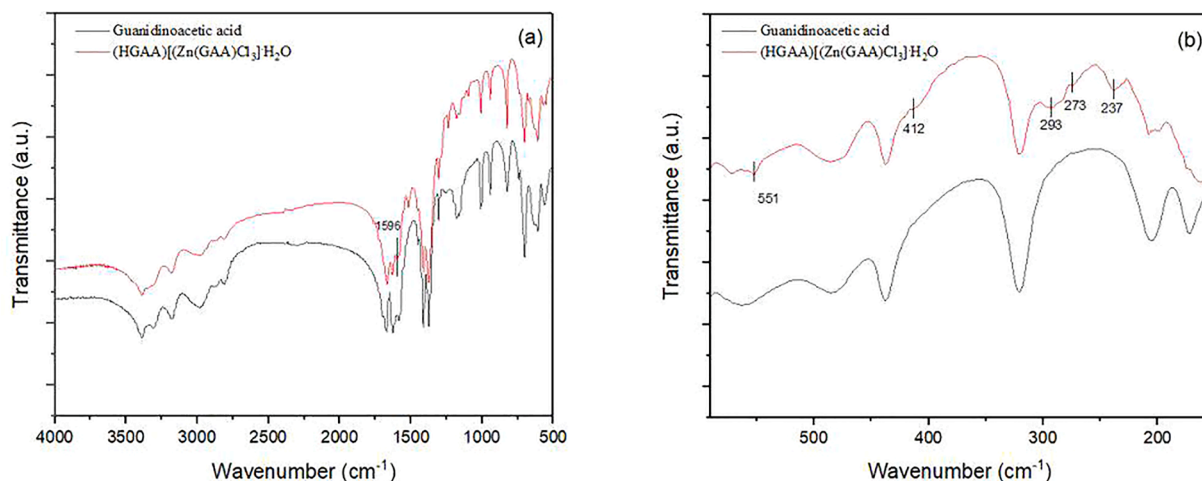 Guanidinoacetic acid
(HGAA)[(Zn(GAA)Cl₃]·H₂O
(a)
1596
Transmittance (a.u.)
4000 3500 3000 2500 2000 1500 1000 500
Wavenumber (cm⁻¹)
Guanidinoacetic acid
(HGAA)[(Zn(GAA)Cl₃]·H₂O
(b)
551
412
293
273
237
Transmittance (a.u.)
500 400 300 200
Wavenumber (cm⁻¹)